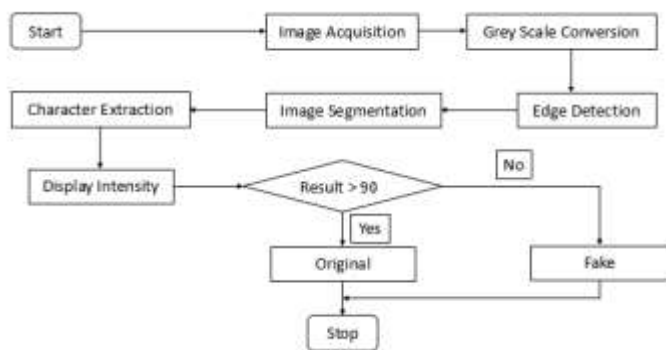 Start
Image Acquisition
Grey Scale Conversion
Edge Detection
Image Segmentation
Character Extraction
Display Intensity
Result > 90
No
Yes
Original
Fake
Stop